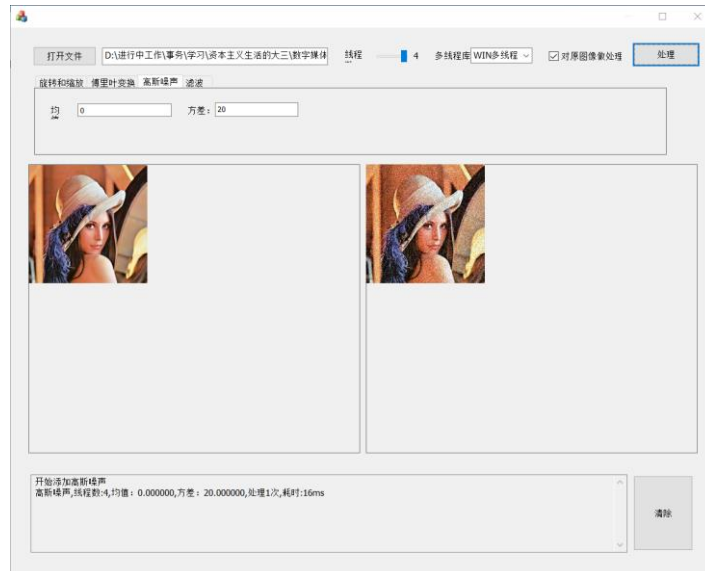 打开文件
D:\进行中工作\事务\学习\资本主义生活的大三\数字媒体
线程
4
多线程库
WIN多线程
对原图像做处理
处理
旋转和缩放
傅里叶变换
高斯噪声
滤波
均
0
方差：
20
开始添加高斯噪声
高斯噪声,线程数:4,均值：0.000000,方差：20.000000,处理1次,耗时:16ms
清除